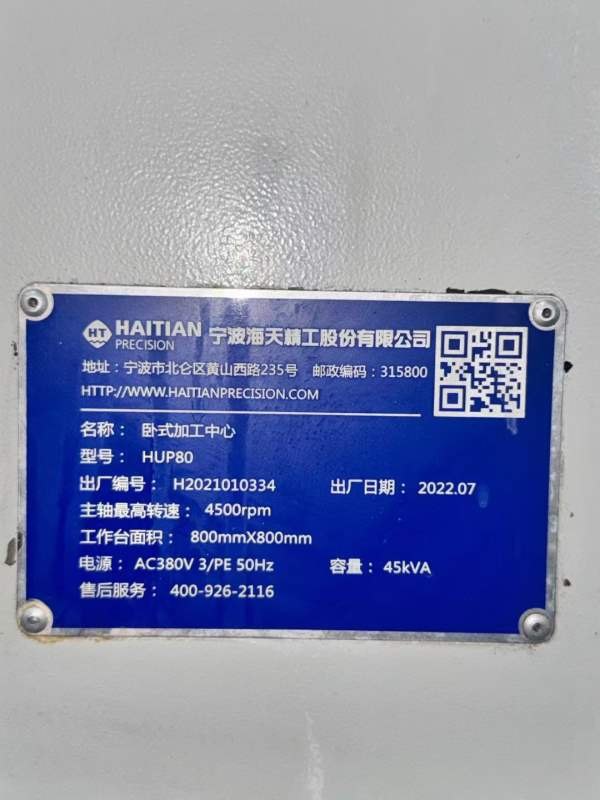 HT HAITIAN PRECISION 宁波海天精工股份有限公司
地址：宁波市北仑区黄山西路235号 邮政编码：315800
HTTP://WWW.HAITIANPRECISION.COM
名称：卧式加工中心
型号：HUP80
出厂编号：H2021010334 出厂日期：2022.07
主轴最高转速：4500rpm
工作台面积：800mmX800mm
电源：AC380V 3/PE 50Hz 容量：45kVA
售后服务：400-926-2116